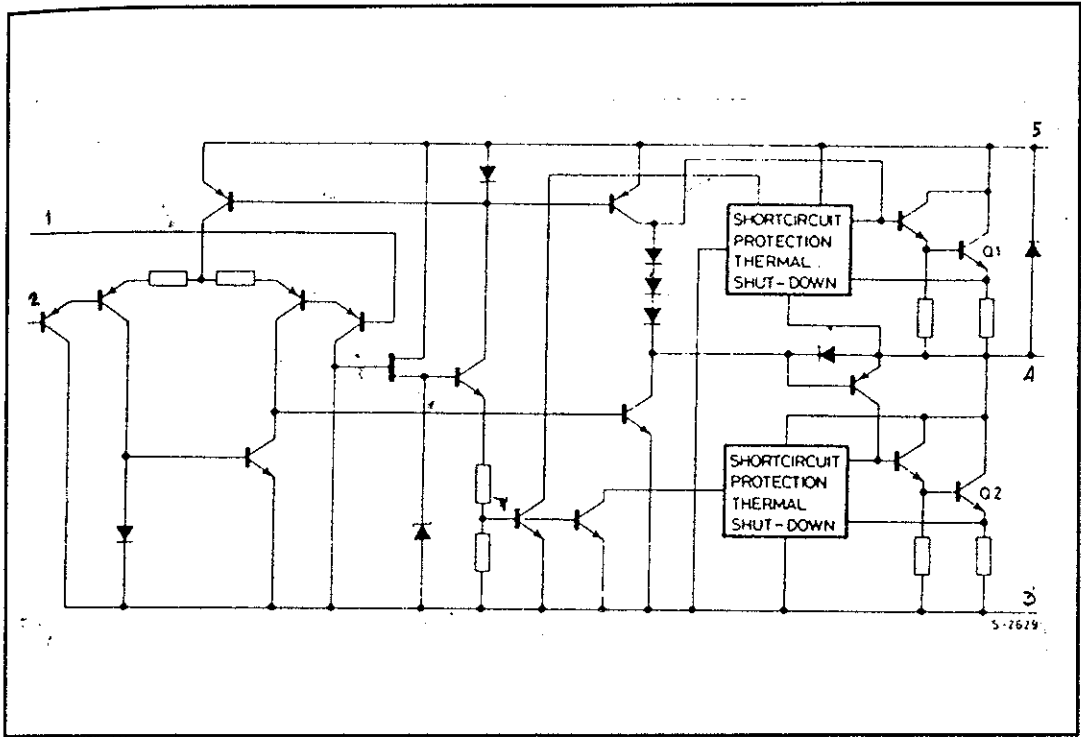 5
1
SHORTCIRCUIT
PROTECTION
THERMAL
SHUT-DOWN
Q1
2
4
SHORTCIRCUIT
PROTECTION
THERMAL
SHUT-DOWN
Q2
3
S-2629